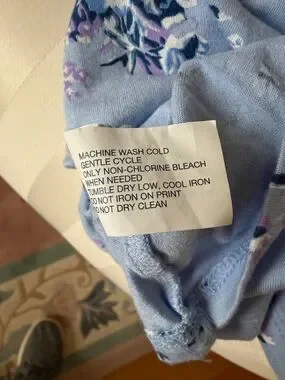 MACHINE WASH COLD
GENTLE CYCLE
ONLY NON-CHLORINE BLEACH
WHEN NEEDED
TUMBLE DRY LOW, COOL IRON
DO NOT IRON ON PRINT
DO NOT DRY CLEAN